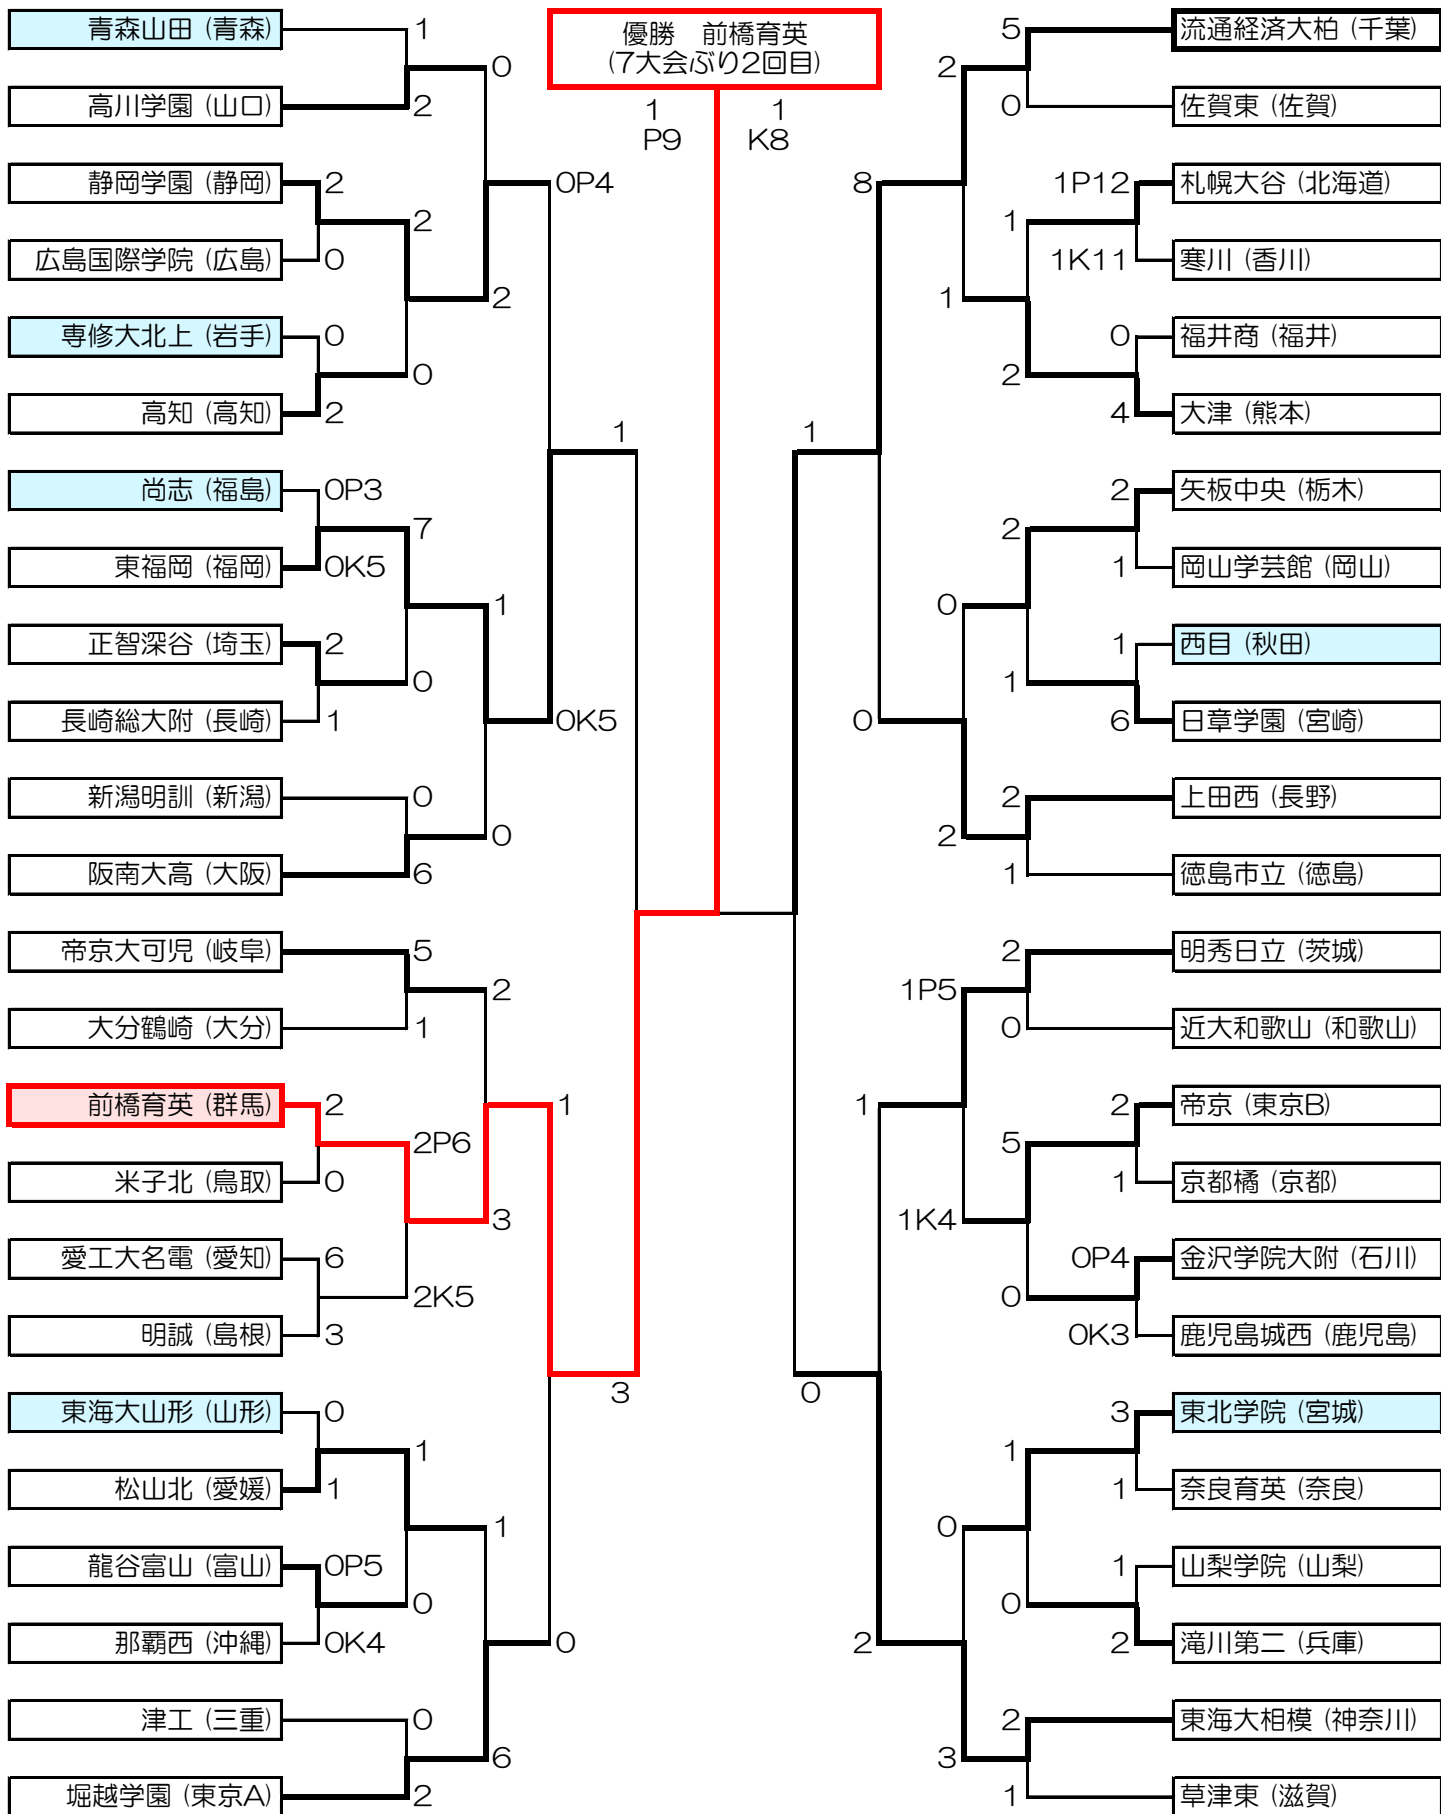 優勝　前橋育英
(7大会ぶり2回目)
1
P9
1
K8
青森山田 (青森)
1
0
高川学園 (山口)
2
0P4
静岡学園 (静岡)
2
2
広島国際学院 (広島)
0
2
専修大北上 (岩手)
0
0
高知 (高知)
2
1
尚志 (福島)
0P3
7
東福岡 (福岡)
0K5
1
正智深谷 (埼玉)
2
0
長崎総大附 (長崎)
1
0K5
新潟明訓 (新潟)
0
0
阪南大高 (大阪)
6
帝京大可児 (岐阜)
5
2
大分鶴崎 (大分)
1
前橋育英 (群馬)
2
1
2P6
米子北 (鳥取)
0
3
愛工大名電 (愛知)
6
2K5
明誠 (島根)
3
3
東海大山形 (山形)
0
1
松山北 (愛媛)
1
1
龍谷富山 (富山)
0P5
0
那覇西 (沖縄)
0K4
0
津工 (三重)
0
6
堀越学園 (東京A)
2
5
流通経済大柏 (千葉)
2
0
佐賀東 (佐賀)
8
1P12
札幌大谷 (北海道)
1
1K11
寒川 (香川)
1
0
福井商 (福井)
2
4
大津 (熊本)
1
2
矢板中央 (栃木)
2
1
岡山学芸館 (岡山)
0
1
西目 (秋田)
1
6
日章学園 (宮崎)
0
2
上田西 (長野)
2
1
徳島市立 (徳島)
2
明秀日立 (茨城)
1P5
0
近大和歌山 (和歌山)
1
2
帝京 (東京B)
5
1
京都橘 (京都)
1K4
0P4
金沢学院大附 (石川)
0
0K3
鹿児島城西 (鹿児島)
0
3
東北学院 (宮城)
1
1
奈良育英 (奈良)
0
1
山梨学院 (山梨)
0
2
滝川第二 (兵庫)
2
2
東海大相模 (神奈川)
3
1
草津東 (滋賀)